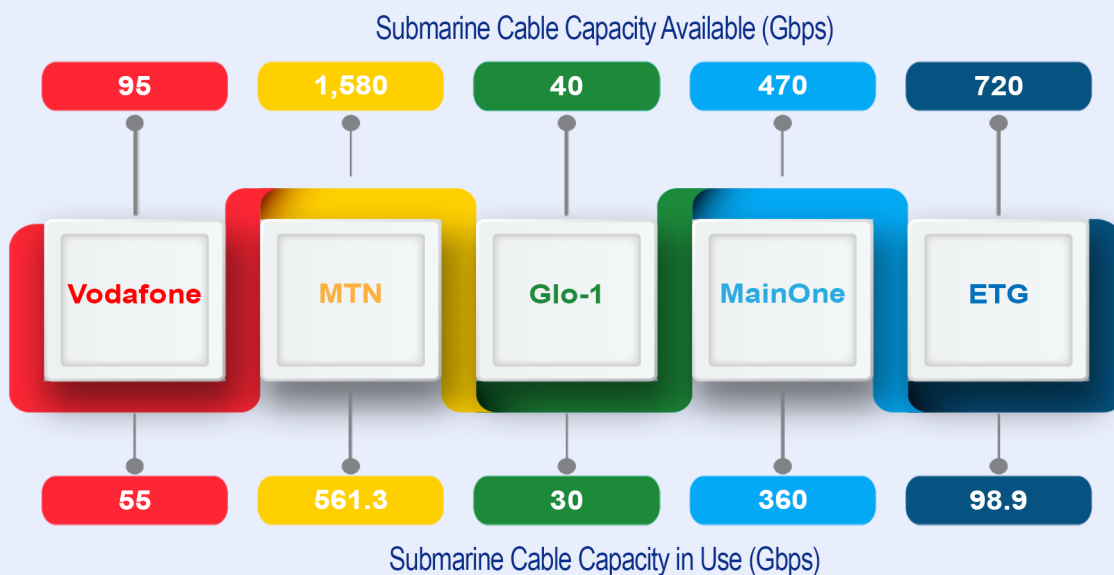 Submarine Cable Capacity Available (Gbps)
95 1,580 40 470 720
Vodafone MTN Glo-1 MainOne ETG
55 561.3 30 360 98.9
Submarine Cable Capacity in Use (Gbps)